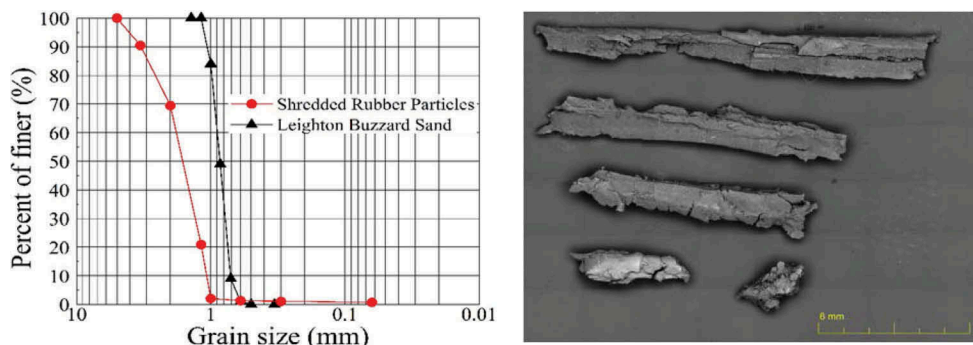 100
90
80
70
60
50
40
30
20
10
0
Percent of finer (%)
Shredded Rubber Particles
Leighton Buzzard Sand
10 1 0.1 0.01
Grain size (mm)
6 mm